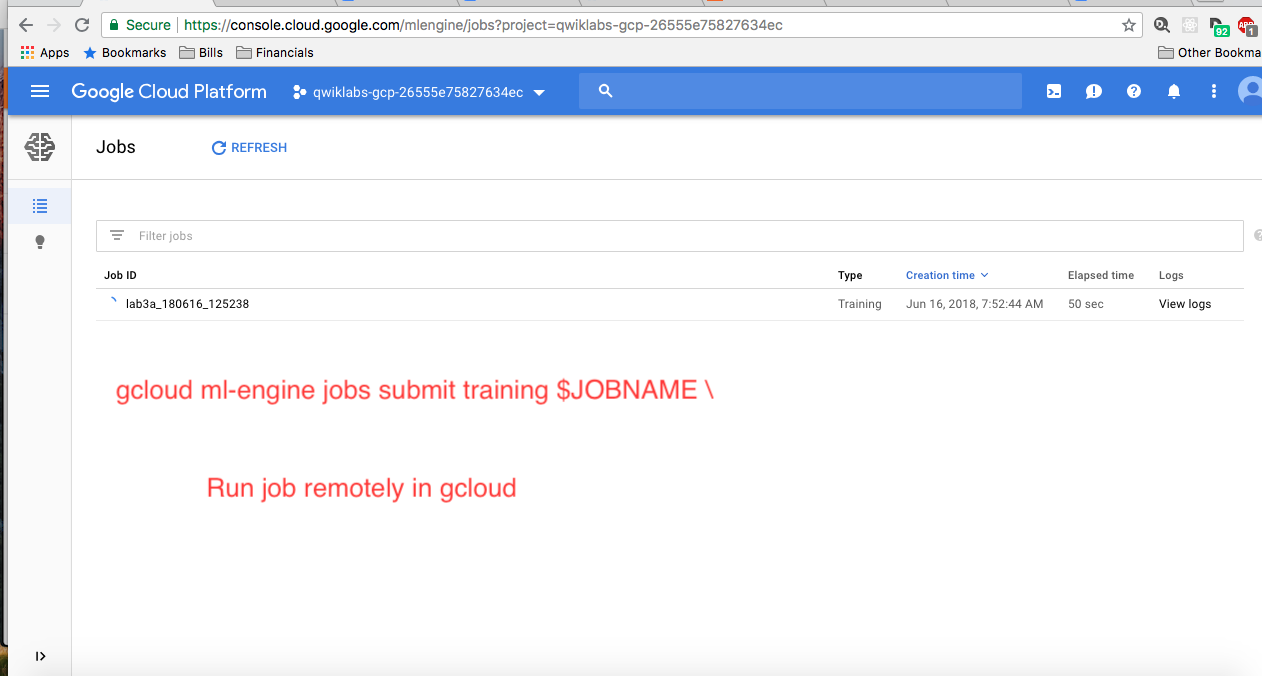 Secure https://console.cloud.google.com/mlengine/jobs?project=qwiklabs-gcp-26555e75827634ec
92
1
Apps Bookmarks Bills Financials Other Bookma
Google Cloud Platform qwiklabs-gcp-26555e75827634ec
Jobs REFRESH
Filter jobs
Job ID Type Creation time Elapsed time Logs
lab3a_180616_125238 Training Jun 16, 2018, 7:52:44 AM 50 sec View logs
gcloud ml-engine jobs submit training $JOBNAME \
Run job remotely in gcloud